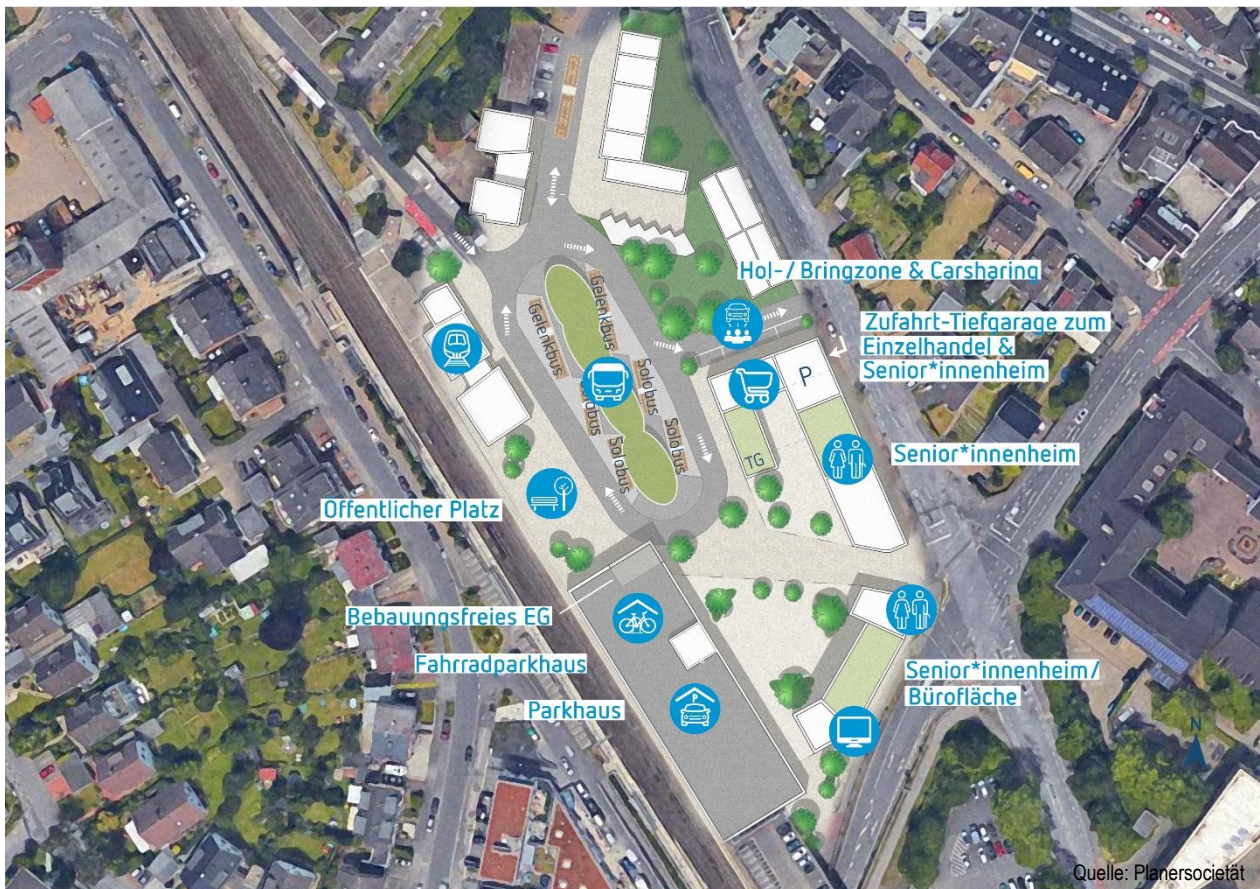 Hol-/ Bringzone & Carsharing
Zufahrt-Tiefgarage zum
Einzelhandel &
Senior*innenheim
Gelenkbus
Gelenkbus
Solobus
Solobus
Solobus
Solobus
P
TG
Senior*innenheim
Öffentlicher Platz
Bebauungsfreies EG
Fahrradparkhaus
Parkhaus
P
Senior*innenheim/
Bürofläche
N
Quelle: Planersocietät